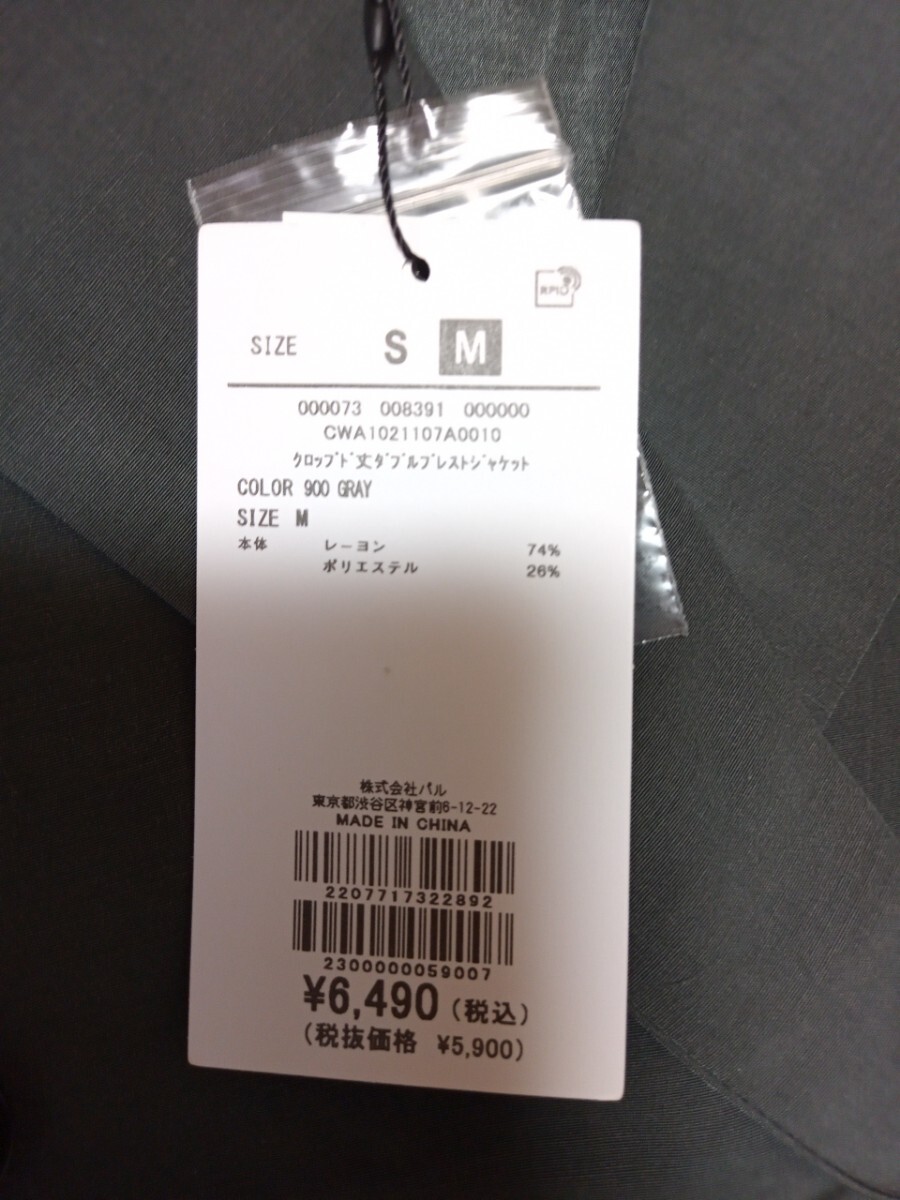 RFID
SIZE S M
000073 008391 000000
CWA1021107A0010
クロップド丈ダブルブレストジャケット
COLOR 900 GRAY
SIZE M
本体 レーヨン 74%
ポリエステル 26%
株式会社パル
東京都渋谷区神宮前6-12-22
MADE IN CHINA
2207717322892
2300000059007
¥6,490(税込)
(税抜価格 ¥5,900)